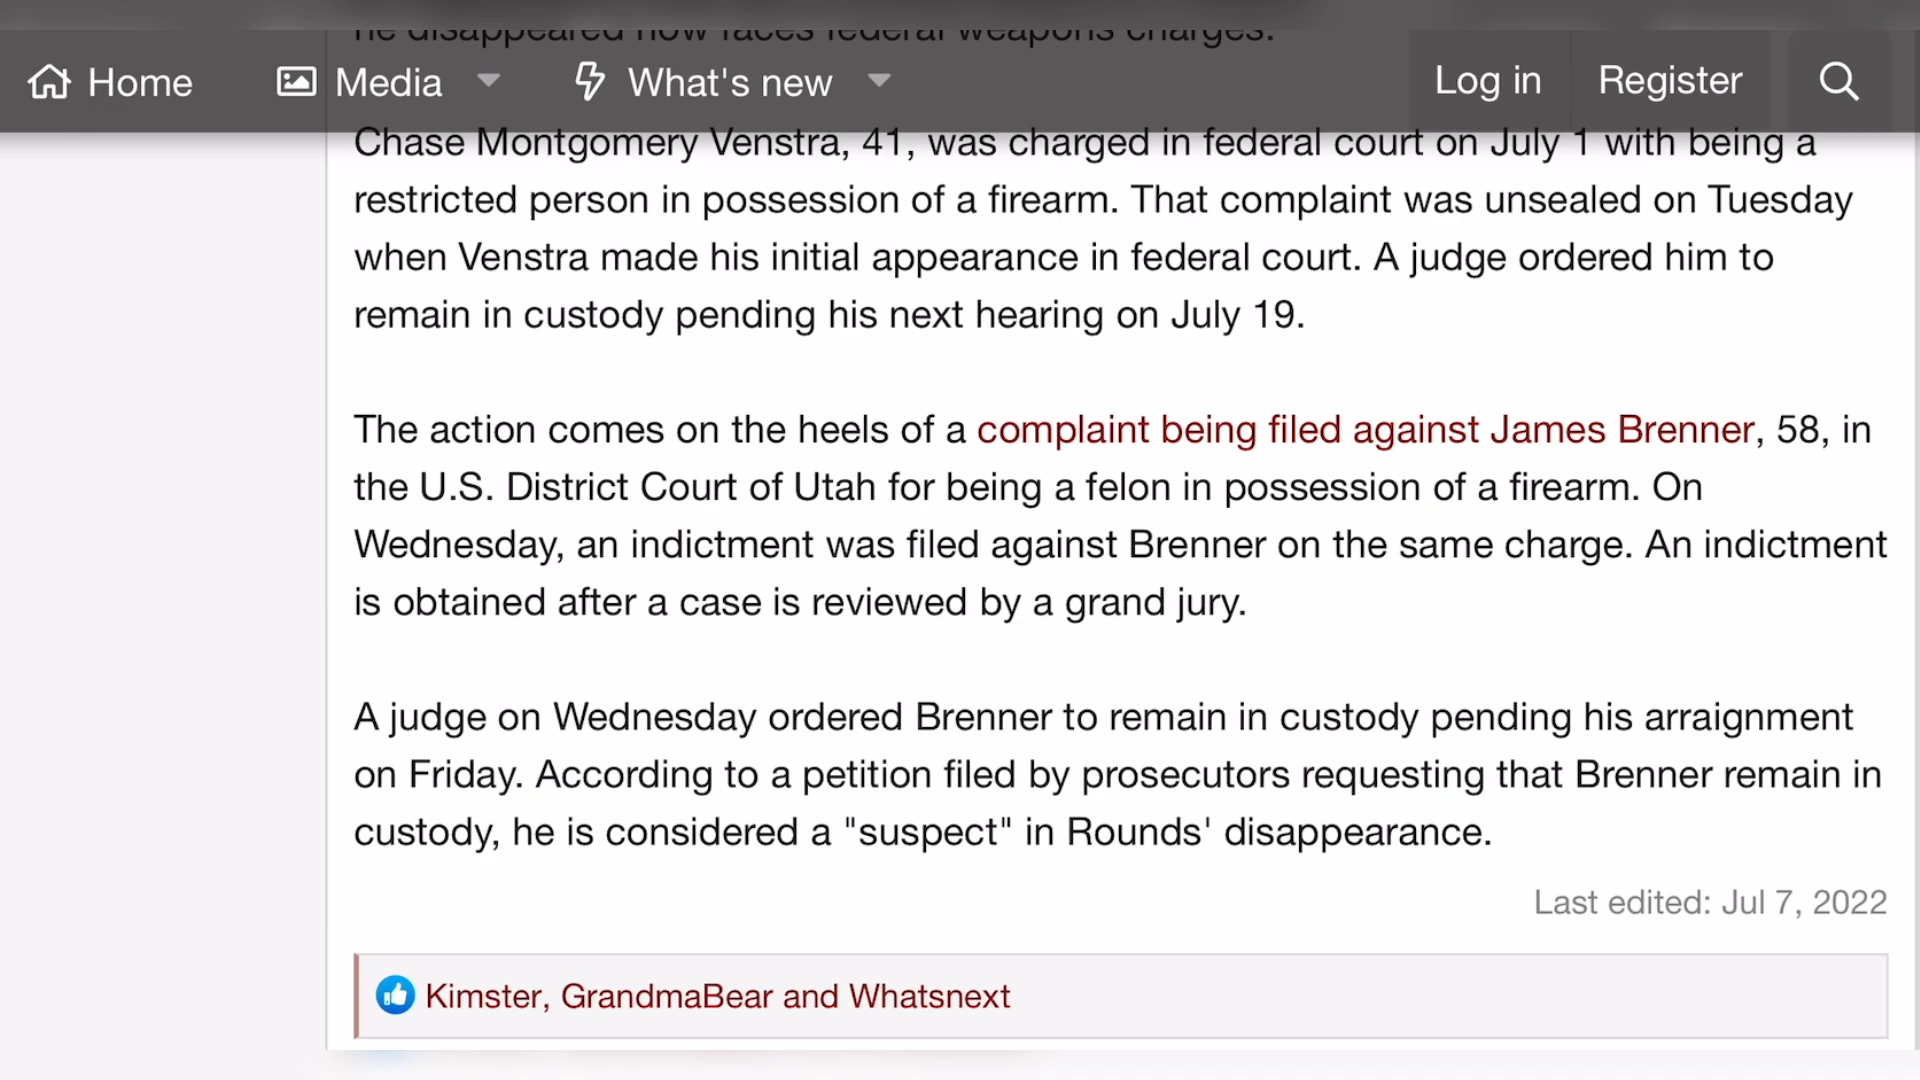 he disappeared now faces federal weapons charges.
Home
Media
What's new
Log in
Register
Chase Montgomery Venstra, 41, was charged in federal court on July 1 with being a
restricted person in possession of a firearm. That complaint was unsealed on Tuesday
when Venstra made his initial appearance in federal court. A judge ordered him to
remain in custody pending his next hearing on July 19.
The action comes on the heels of a complaint being filed against James Brenner, 58, in
the U.S. District Court of Utah for being a felon in possession of a firearm. On
Wednesday, an indictment was filed against Brenner on the same charge. An indictment
is obtained after a case is reviewed by a grand jury.
A judge on Wednesday ordered Brenner to remain in custody pending his arraignment
on Friday. According to a petition filed by prosecutors requesting that Brenner remain in
custody, he is considered a "suspect" in Rounds' disappearance.
Last edited: Jul 7, 2022
Kimster, GrandmaBear and Whatsnext